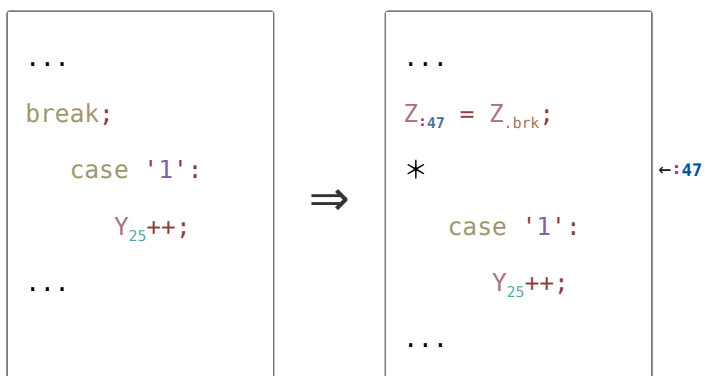 ...
break;
case '1':
Y25++;
...
⇒
...
Z:47 = Z.brk;
* ←:47
case '1':
Y25++;
...